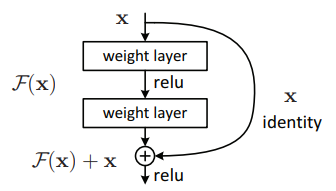 x
weight layer
relu
F(x)
weight layer
x
identity
F(x) + x
relu